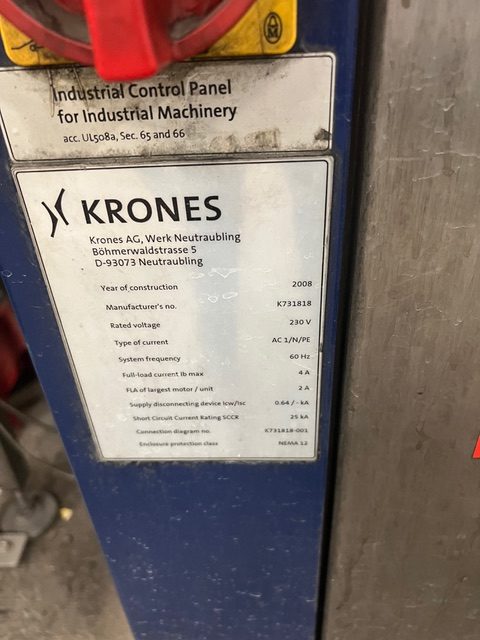 Industrial Control Panel
for Industrial Machinery
acc. UL508a, Sec. 65 and 66
KRONES
Krones AG, Werk Neutraubling
Böhmerwaldstrasse 5
D-93073 Neutraubling
Year of construction 2008
Manufacturer's no. K731818
Rated voltage 230 V
Type of current AC 1/N/PE
System frequency 60 Hz
Full-load current Ib max 4 A
FLA of largest motor / unit 2 A
Supply disconnecting device Icw/Isc 0.64 / - kA
Short Circuit Current Rating SCCR 25 kA
Connection diagram no. K731818-001
Enclosure protection class NEMA 12